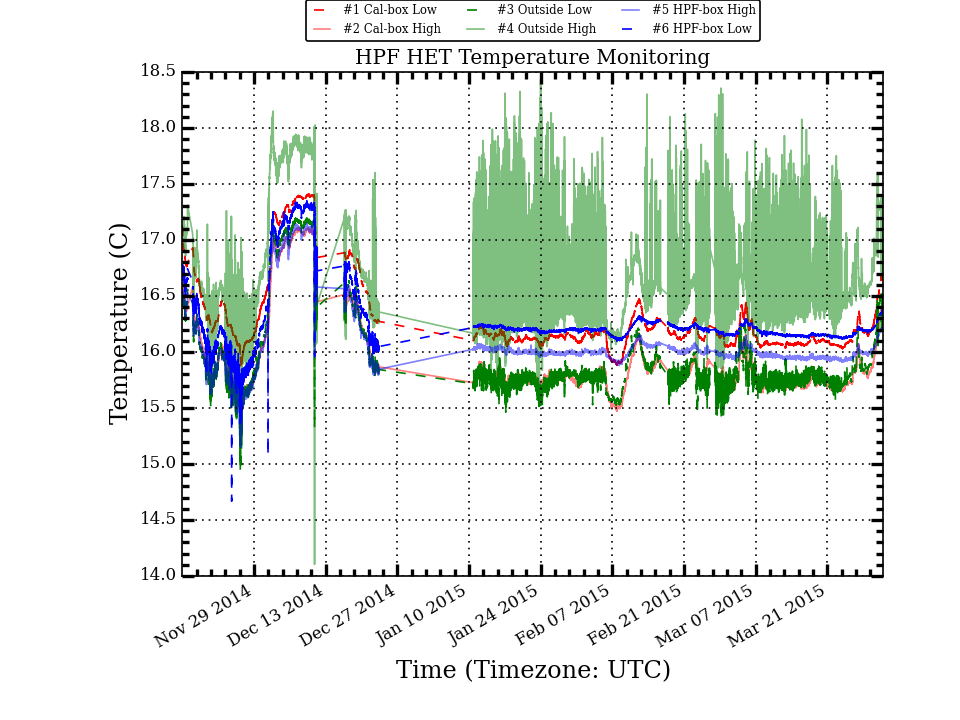 #1 Cal-box Low #3 Outside Low #5 HPF-box High
#2 Cal-box High #4 Outside High #6 HPF-box Low
HPF HET Temperature Monitoring
18.5
18.0
17.5
17.0
16.5
16.0
15.5
15.0
14.5
14.0
Temperature (C)
Nov 29 2014 Dec 13 2014 Dec 27 2014 Jan 10 2015 Jan 24 2015 Feb 07 2015 Feb 21 2015 Mar 07 2015 Mar 21 2015
Time (Timezone: UTC)